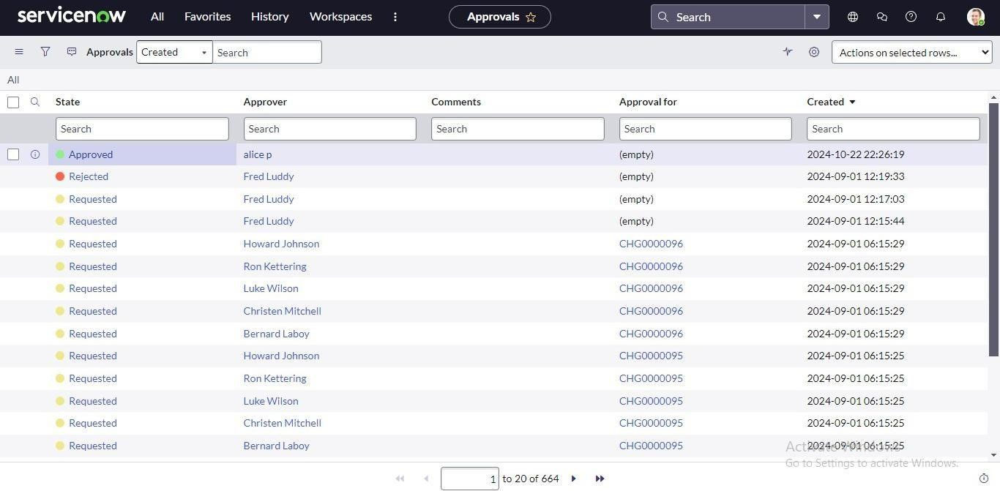 servicenow All Favorites History Workspaces Approvals Search
Approvals Created Search Actions on selected rows...
All
State Approver Comments Approval for Created
Search Search Search Search Search
Approved alice p (empty) 2024-10-22 22:26:19
Rejected Fred Luddy (empty) 2024-09-01 12:19:33
Requested Fred Luddy (empty) 2024-09-01 12:17:03
Requested Fred Luddy (empty) 2024-09-01 12:15:44
Requested Howard Johnson CHG0000096 2024-09-01 06:15:29
Requested Ron Kettering CHG0000096 2024-09-01 06:15:29
Requested Luke Wilson CHG0000096 2024-09-01 06:15:29
Requested Christen Mitchell CHG0000096 2024-09-01 06:15:29
Requested Bernard Laboy CHG0000096 2024-09-01 06:15:29
Requested Howard Johnson CHG0000095 2024-09-01 06:15:25
Requested Ron Kettering CHG0000095 2024-09-01 06:15:25
Requested Luke Wilson CHG0000095 2024-09-01 06:15:25
Requested Christen Mitchell CHG0000095 2024-09-01 06:15:25
Requested Bernard Laboy CHG0000095 2024-09-01 06:15:25
Activate Windows
Go to Settings to activate Windows.
1 to 20 of 664